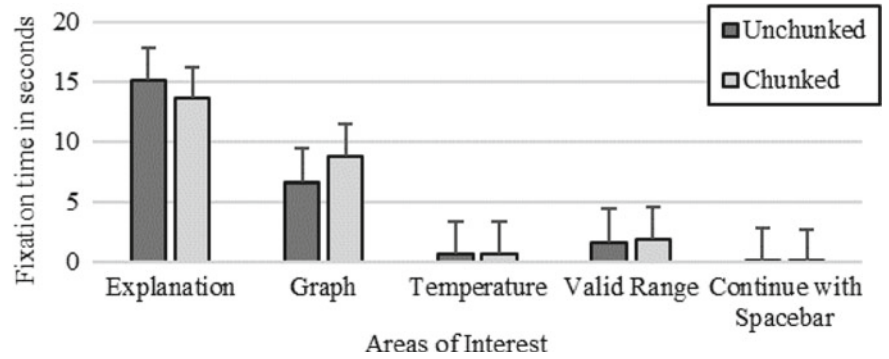 Fixation time in seconds
20
15
10
5
0
Unchunked
Chunked
Explanation
Graph
Temperature
Valid Range
Continue with
Spacebar
Areas of Interest